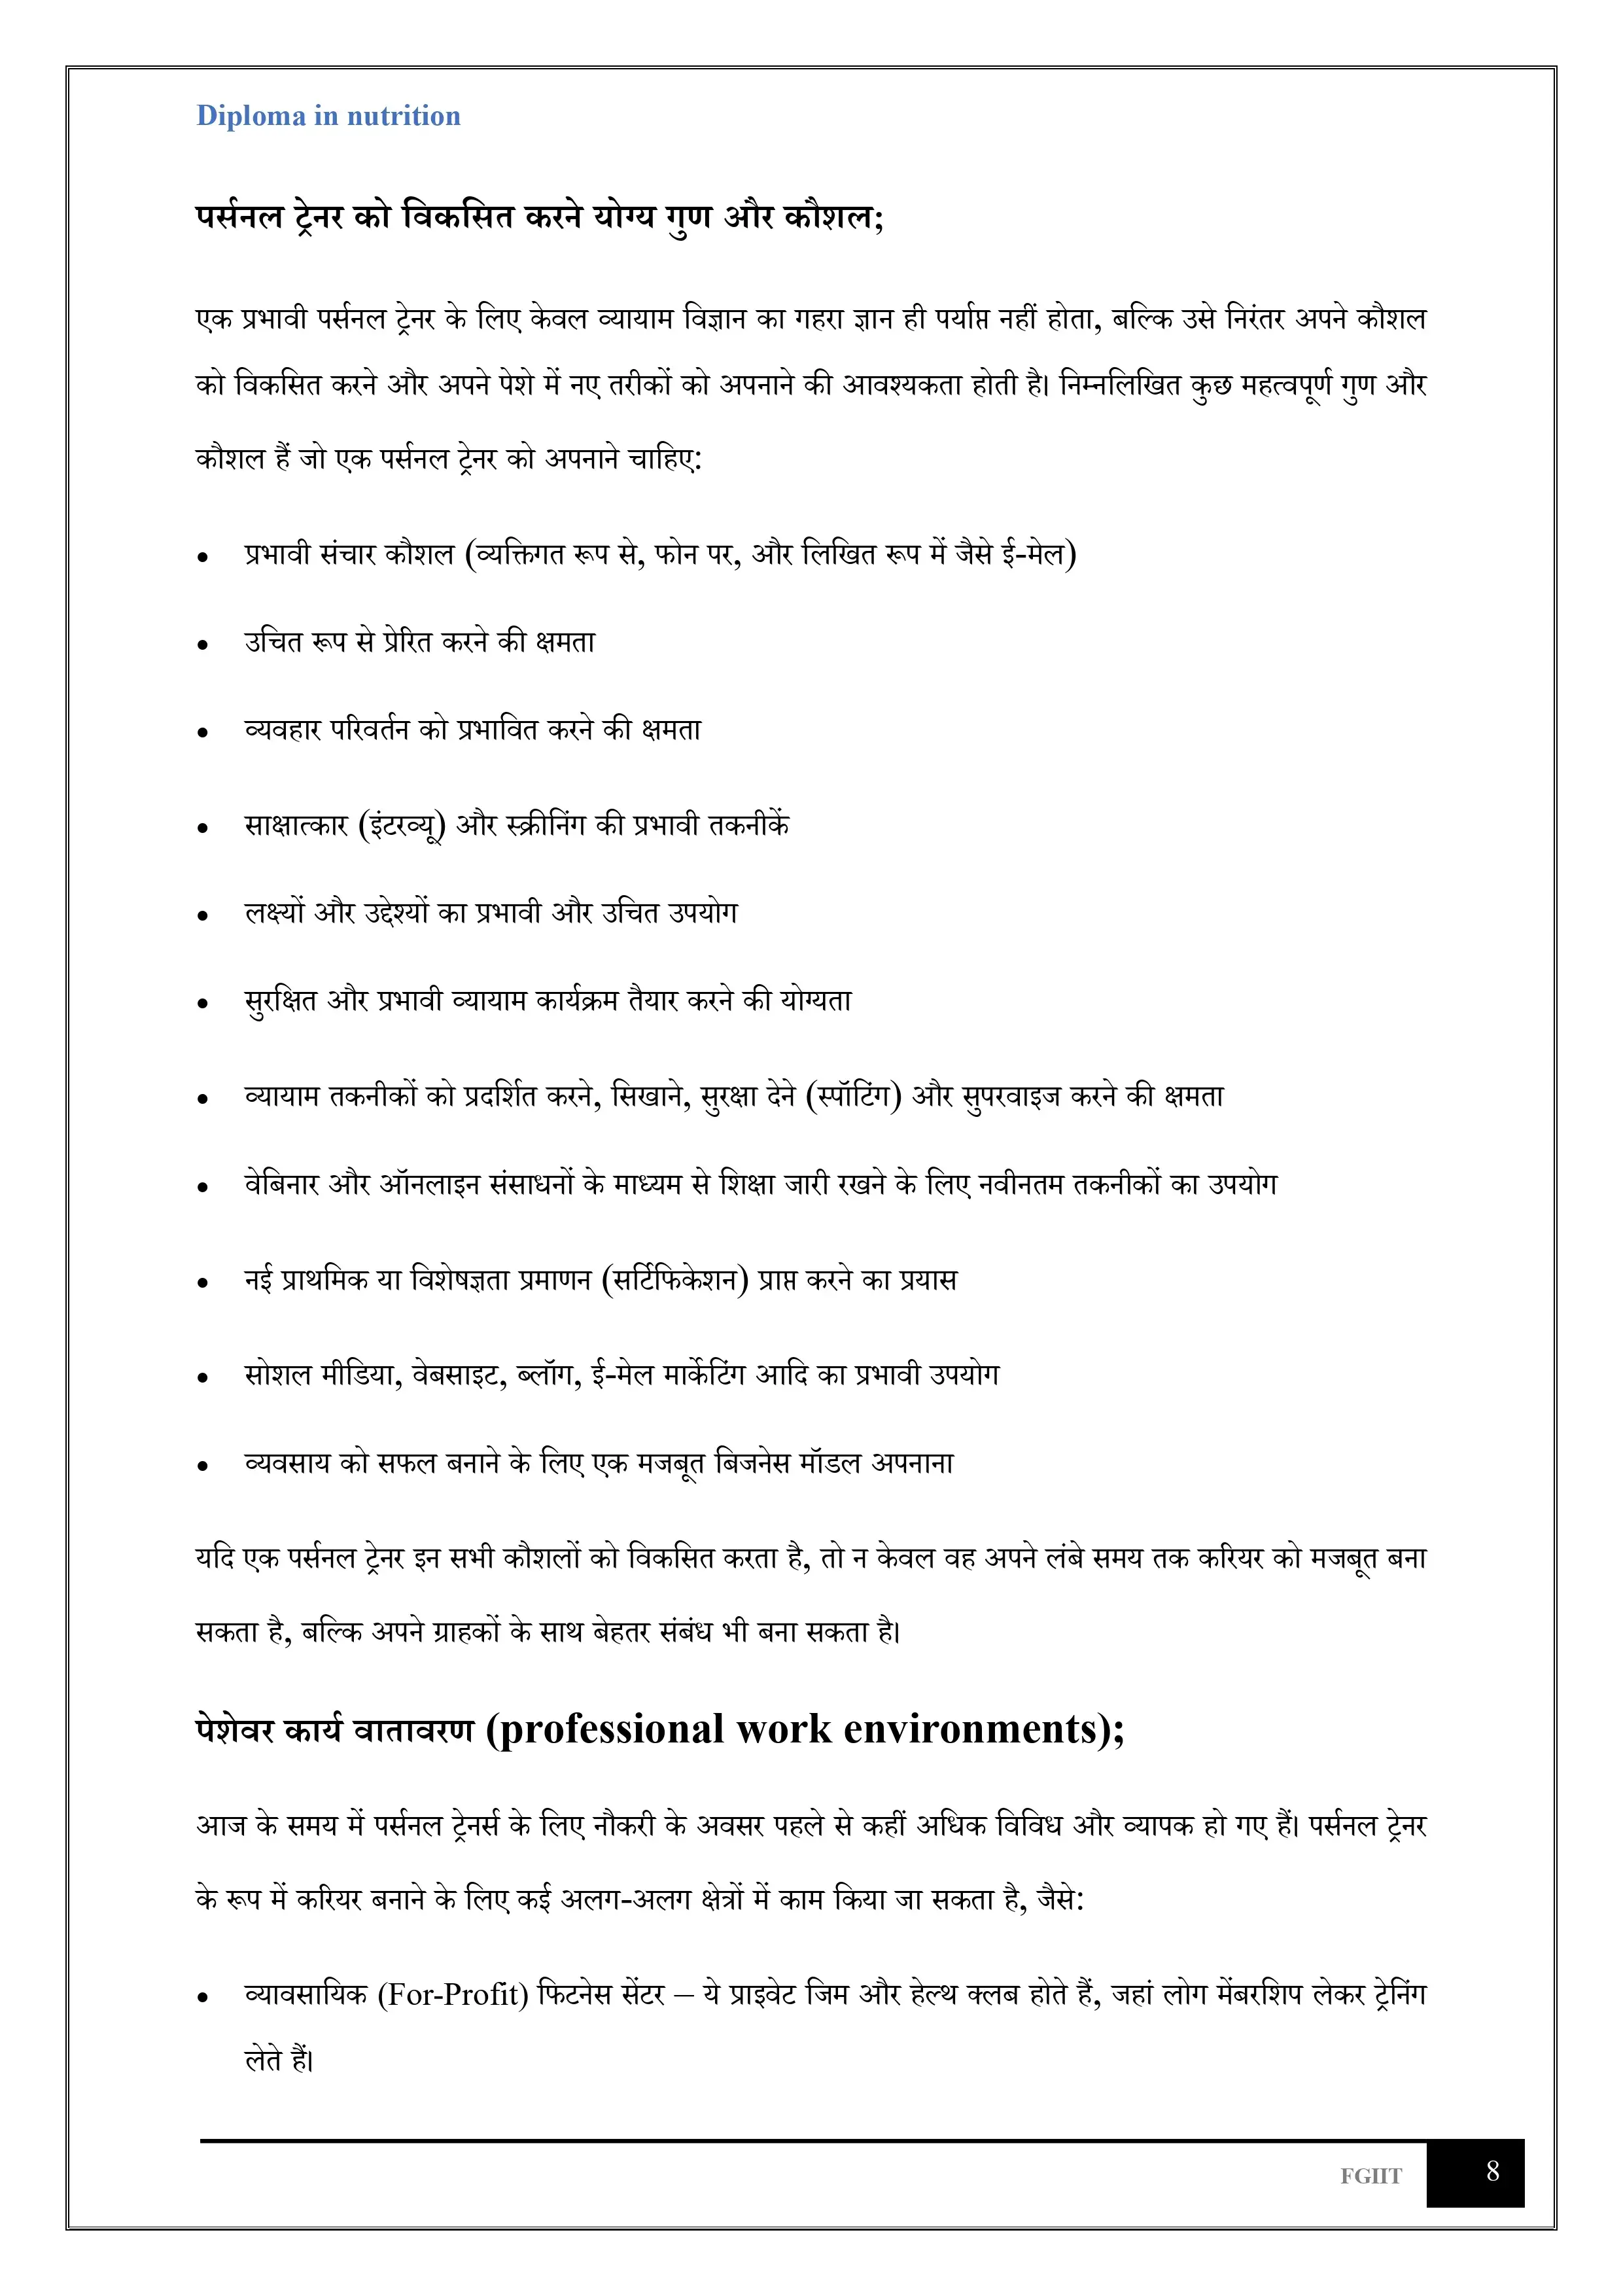 Diploma in nutrition
पर्सनल ट्रेनर को विकसित करने योग्य गुण और कौशल;
एक प्रभावी पर्सनल ट्रेनर के लिए केवल व्यायाम विज्ञान का गहरा ज्ञान ही पर्याप्त नहीं होता, बल्कि उसे निरंतर अपने कौशल
को विकसित करने और अपने पेशे में नए तरीकों को अपनाने की आवश्यकता होती है। निम्नलिखित कुछ महत्वपूर्ण गुण और
कौशल हैं जो एक पर्सनल ट्रेनर को अपनाने चाहिए:
• प्रभावी संचार कौशल (व्यक्तिगत रूप से, फोन पर, और लिखित रूप में जैसे ई-मेल)
• उचित रूप से प्रेरित करने की क्षमता
• व्यवहार परिवर्तन को प्रभावित करने की क्षमता
• साक्षात्कार (इंटरव्यू) और स्क्रीनिंग की प्रभावी तकनीकें
• लक्ष्यों और उद्देश्यों का प्रभावी और उचित उपयोग
• सुरक्षित और प्रभावी व्यायाम कार्यक्रम तैयार करने की योग्यता
• व्यायाम तकनीकों को प्रदर्शित करने, सिखाने, सुरक्षा देने (स्पॉटिंग) और सुपरवाइज करने की क्षमता
• वेबिनार और ऑनलाइन संसाधनों के माध्यम से शिक्षा जारी रखने के लिए नवीनतम तकनीकों का उपयोग
• नई प्राथमिक या विशेषज्ञता प्रमाणन (सर्टिफिकेशन) प्राप्त करने का प्रयास
• सोशल मीडिया, वेबसाइट, ब्लॉग, ई-मेल मार्केटिंग आदि का प्रभावी उपयोग
• व्यवसाय को सफल बनाने के लिए एक मजबूत बिजनेस मॉडल अपनाना
यदि एक पर्सनल ट्रेनर इन सभी कौशलों को विकसित करता है, तो न केवल वह अपने लंबे समय तक करियर को मजबूत बना
सकता है, बल्कि अपने ग्राहकों के साथ बेहतर संबंध भी बना सकता है।
पेशेवर कार्य वातावरण (professional work environments);
आज के समय में पर्सनल ट्रेनर्स के लिए नौकरी के अवसर पहले से कहीं अधिक विविध और व्यापक हो गए हैं। पर्सनल ट्रेनर
के रूप में करियर बनाने के लिए कई अलग-अलग क्षेत्रों में काम किया जा सकता है, जैसे:
• व्यावसायिक (For-Profit) फिटनेस सेंटर – ये प्राइवेट जिम और हेल्थ क्लब होते हैं, जहां लोग मेंबरशिप लेकर ट्रेनिंग
लेते हैं।
FGIIT 8